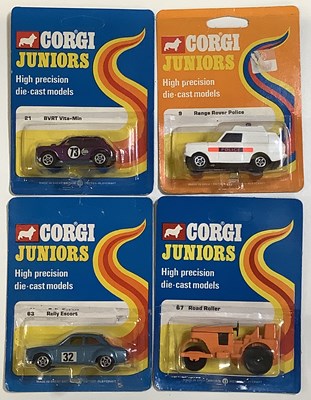 CORGI
JUNIORS
High precision
die-cast models
21 BVRT Vita-Min
73
CORGI
JUNIORS
High precision
die-cast models
9 Range Rover Police
POLICE
CORGI
JUNIORS
High precision
die-cast models
63 Rally Escort
32
CORGI
JUNIORS
High precision
die-cast models
67 Road Roller